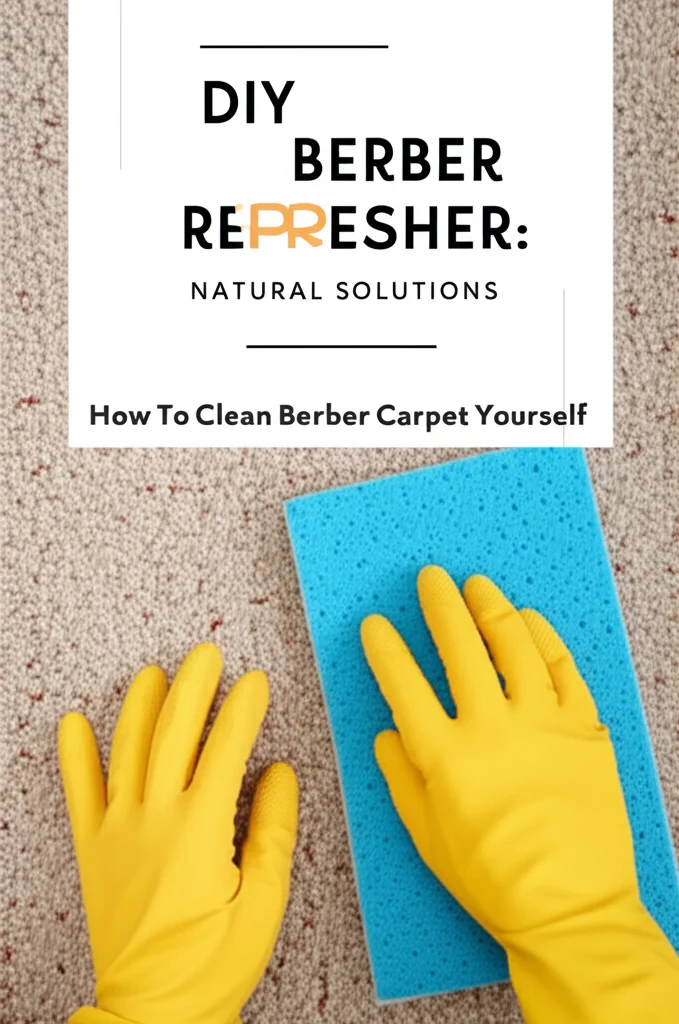 DIY
BERBER
REPRESHER:
NATURAL SOLUTIONS
How To Clean Berber Carpet Yourself